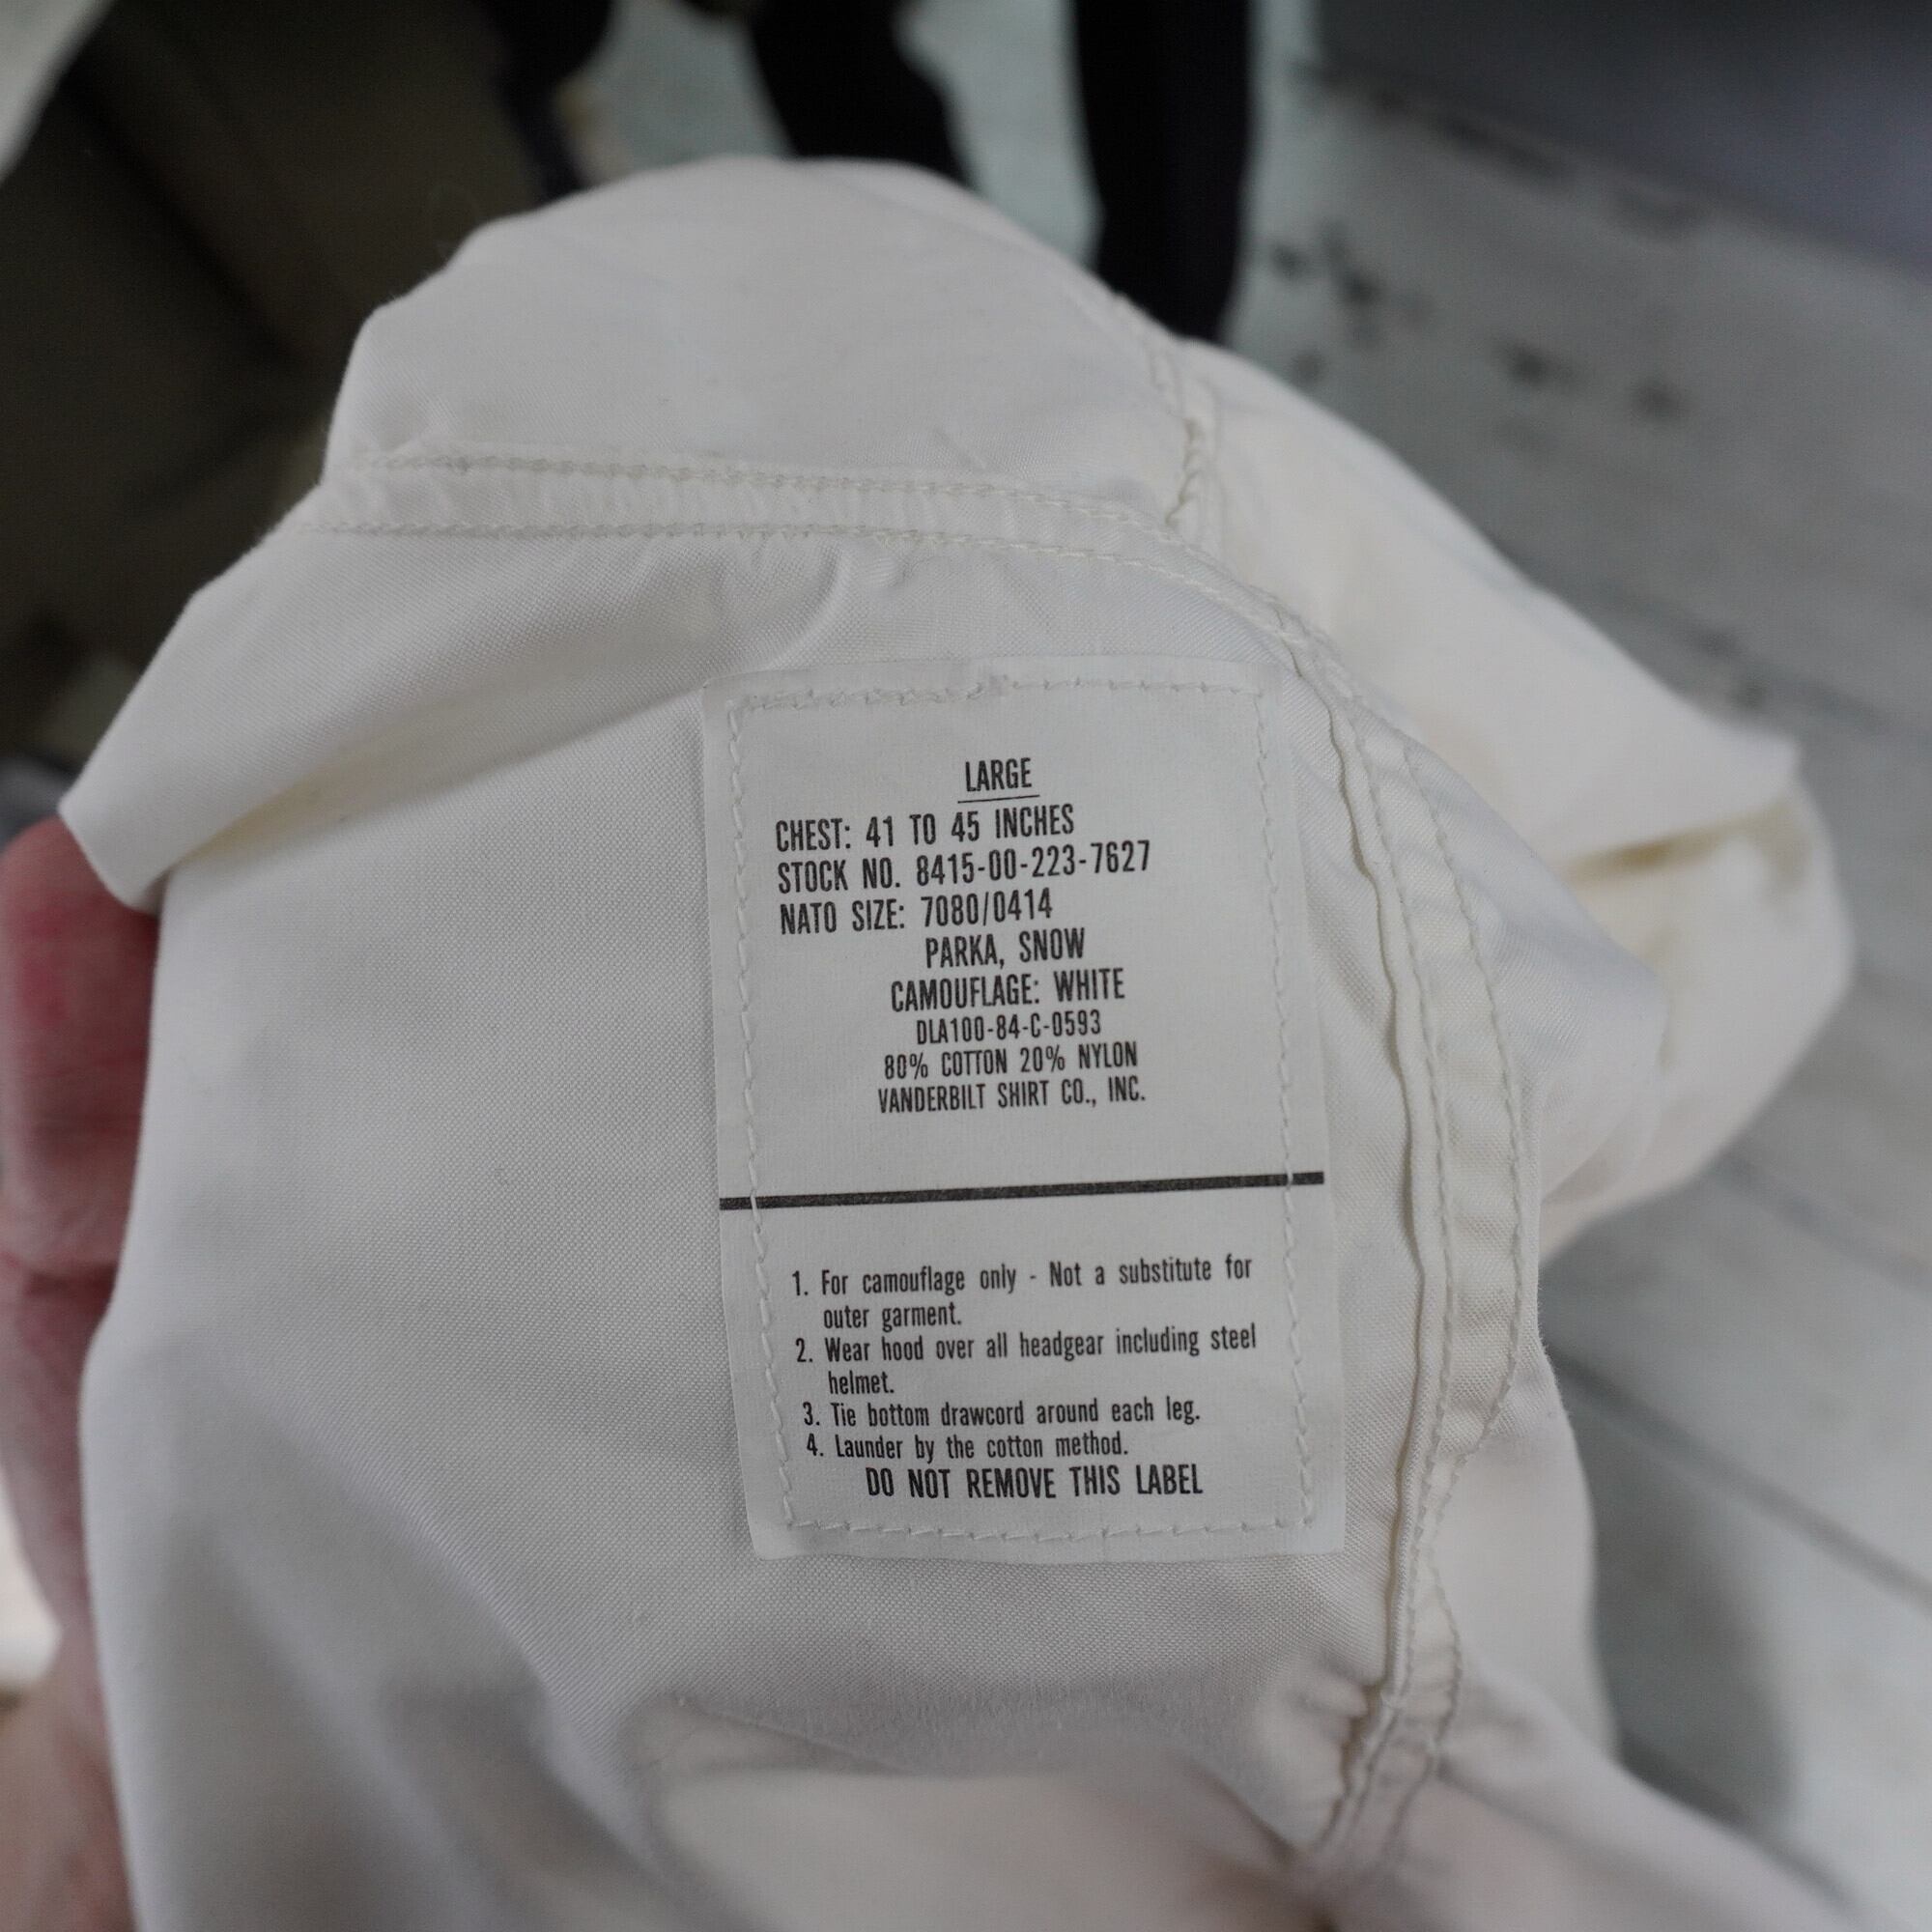 LARGE
CHEST: 41 TO 45 INCHES
STOCK NO. 8415-00-223-7627
NATO SIZE: 7080/0414
PARKA, SNOW
CAMOUFLAGE: WHITE
DLA100-84-C-0593
80% COTTON 20% NYLON
VANDERBILT SHIRT CO., INC.
1. For camouflage only - Not a substitute for
outer garment.
2. Wear hood over all headgear including steel
helmet.
3. Tie bottom drawcord around each leg.
4. Launder by the cotton method.
DO NOT REMOVE THIS LABEL